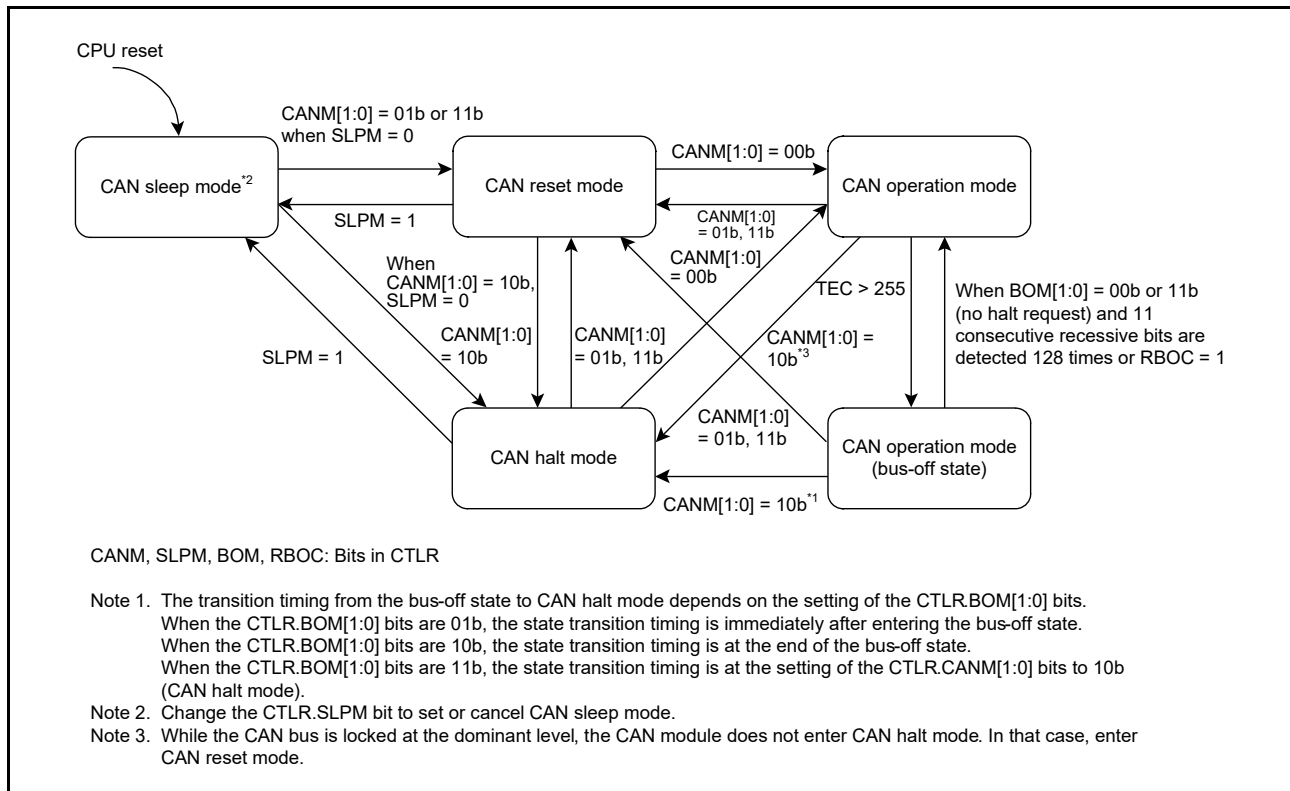 CPU reset
CANM[1:0] = 01b or 11b
when SLPM = 0
CANM[1:0] = 00b
CAN sleep mode*2
CAN reset mode
CAN operation mode
SLPM = 1
CANM[1:0]
= 01b, 11b
When
CANM[1:0] = 10b,
SLPM = 0
CANM[1:0]
= 00b
TEC > 255
When BOM[1:0] = 00b or 11b
(no halt request) and 11
consecutive recessive bits are
detected 128 times or RBOC = 1
SLPM = 1
CANM[1:0]
= 10b
CANM[1:0]
= 01b, 11b
CANM[1:0] =
10b*3
CANM[1:0]
= 01b, 11b
CAN halt mode
CAN operation mode
(bus-off state)
CANM[1:0] = 10b*1
CANM, SLPM, BOM, RBOC: Bits in CTLR
Note 1. The transition timing from the bus-off state to CAN halt mode depends on the setting of the CTLR.BOM[1:0] bits.
When the CTLR.BOM[1:0] bits are 01b, the state transition timing is immediately after entering the bus-off state.
When the CTLR.BOM[1:0] bits are 10b, the state transition timing is at the end of the bus-off state.
When the CTLR.BOM[1:0] bits are 11b, the state transition timing is at the setting of the CTLR.CANM[1:0] bits to 10b
(CAN halt mode).
Note 2. Change the CTLR.SLPM bit to set or cancel CAN sleep mode.
Note 3. While the CAN bus is locked at the dominant level, the CAN module does not enter CAN halt mode. In that case, enter
CAN reset mode.